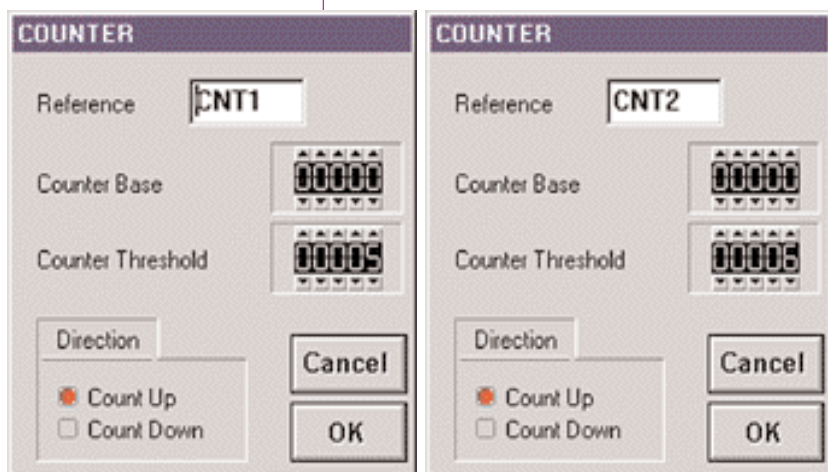 COUNTER
Reference CNT1
Counter Base 00000
Counter Threshold 00005
Direction
Count Up
Count Down
Cancel
OK
COUNTER
Reference CNT2
Counter Base 00000
Counter Threshold
Direction
Count Up
Count Down
Cancel
OK